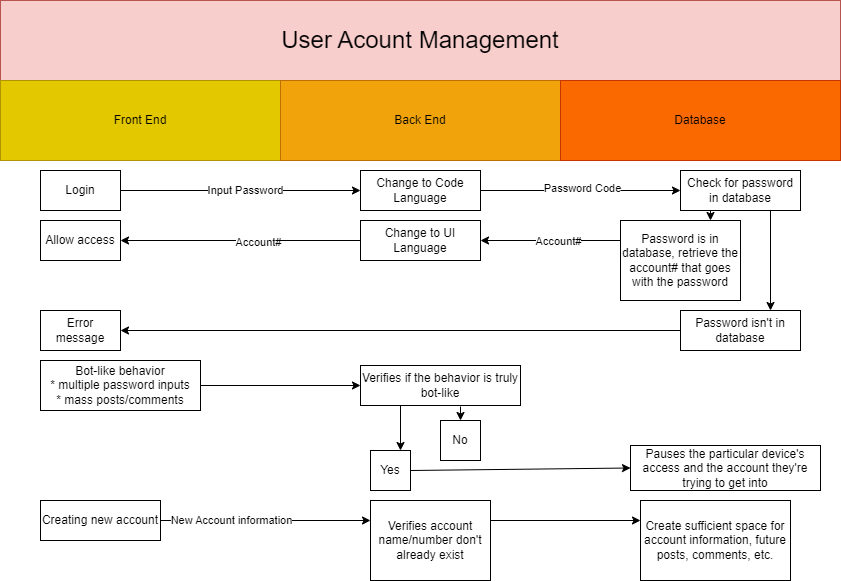 User Acount Management
Front End
Back End
Database
Login
Input Password
Change to Code
Language
Password Code
Check for password
in database
Allow access
Account#
Change to UI
Language
Account#
Password is in
database, retrieve the
account# that goes
with the password
Error
message
Password isn't in
database
Bot-like behavior
* multiple password inputs
* mass posts/comments
Verifies if the behavior is truly
bot-like
No
Yes
Pauses the particular device's
access and the account they're
trying to get into
Creating new account
New Account information
Verifies account
name/number don't
already exist
Create sufficient space for
account information, future
posts, comments, etc.